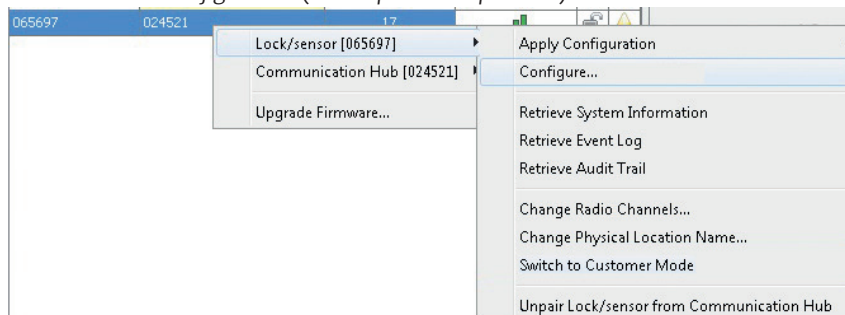 065697 024521 17
Lock/sensor [065697]
Communication Hub [024521]
Upgrade Firmware...
Apply Configuration
Configure...
Retrieve System Information
Retrieve Event Log
Retrieve Audit Trail
Change Radio Channels...
Change Physical Location Name...
Switch to Customer Mode
Unpair Lock/sensor from Communication Hub